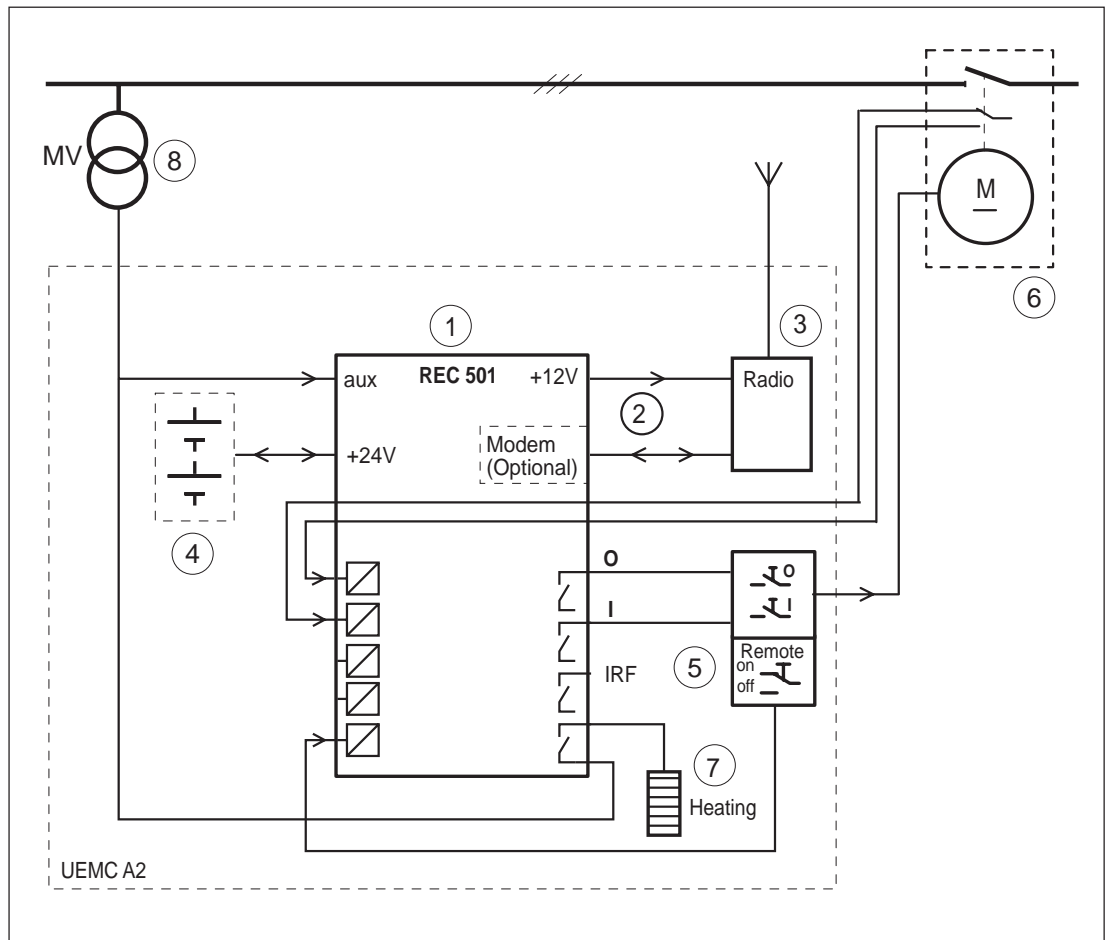 MV
8
M
6
1
3
aux
REC 501
+12V
Radio
2
+24V
Modem
(Optional)
4
O
O
I
I
5
Remote
on
off
IRF
7
Heating
UEMC A2